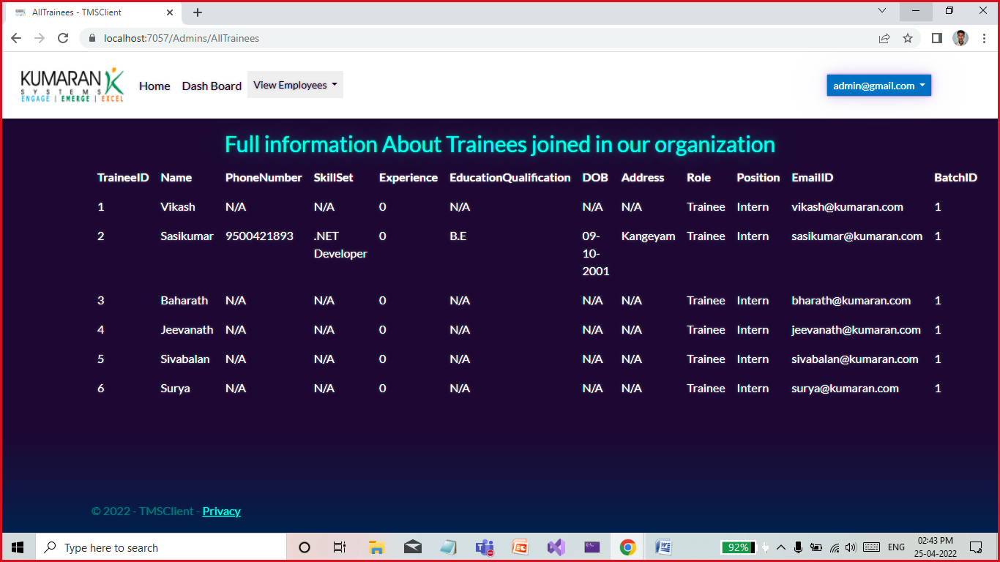 AllTrainees - TMSClient
localhost:7057/Admins/AllTrainees
KUMARAN
SYSTEMS
ENGAGE | EMERGE | EXCEL
Home Dash Board View Employees
admin@gmail.com
Full information About Trainees joined in our organization
TraineeID Name PhoneNumber SkillSet Experience EducationQualification DOB Address Role Position EmailID BatchID
1 Vikash N/A N/A 0 N/A N/A N/A Trainee Intern vikash@kumaran.com 1
2 Sasikumar 9500421893 .NET 0 B.E 09- Kangeyam Trainee Intern sasikumar@kumaran.com 1
Developer 10-
2001
3 Baharath N/A N/A 0 N/A N/A N/A Trainee Intern bharath@kumaran.com 1
4 Jeevanath N/A N/A 0 N/A N/A N/A Trainee Intern jeevanath@kumaran.com 1
5 Sivabalan N/A N/A 0 N/A N/A N/A Trainee Intern sivabalan@kumaran.com 1
6 Surya N/A N/A 0 N/A N/A N/A Trainee Intern surya@kumaran.com 1
© 2022 - TMSClient - Privacy
Type here to search
92%
ENG
02:43 PM
25-04-2022